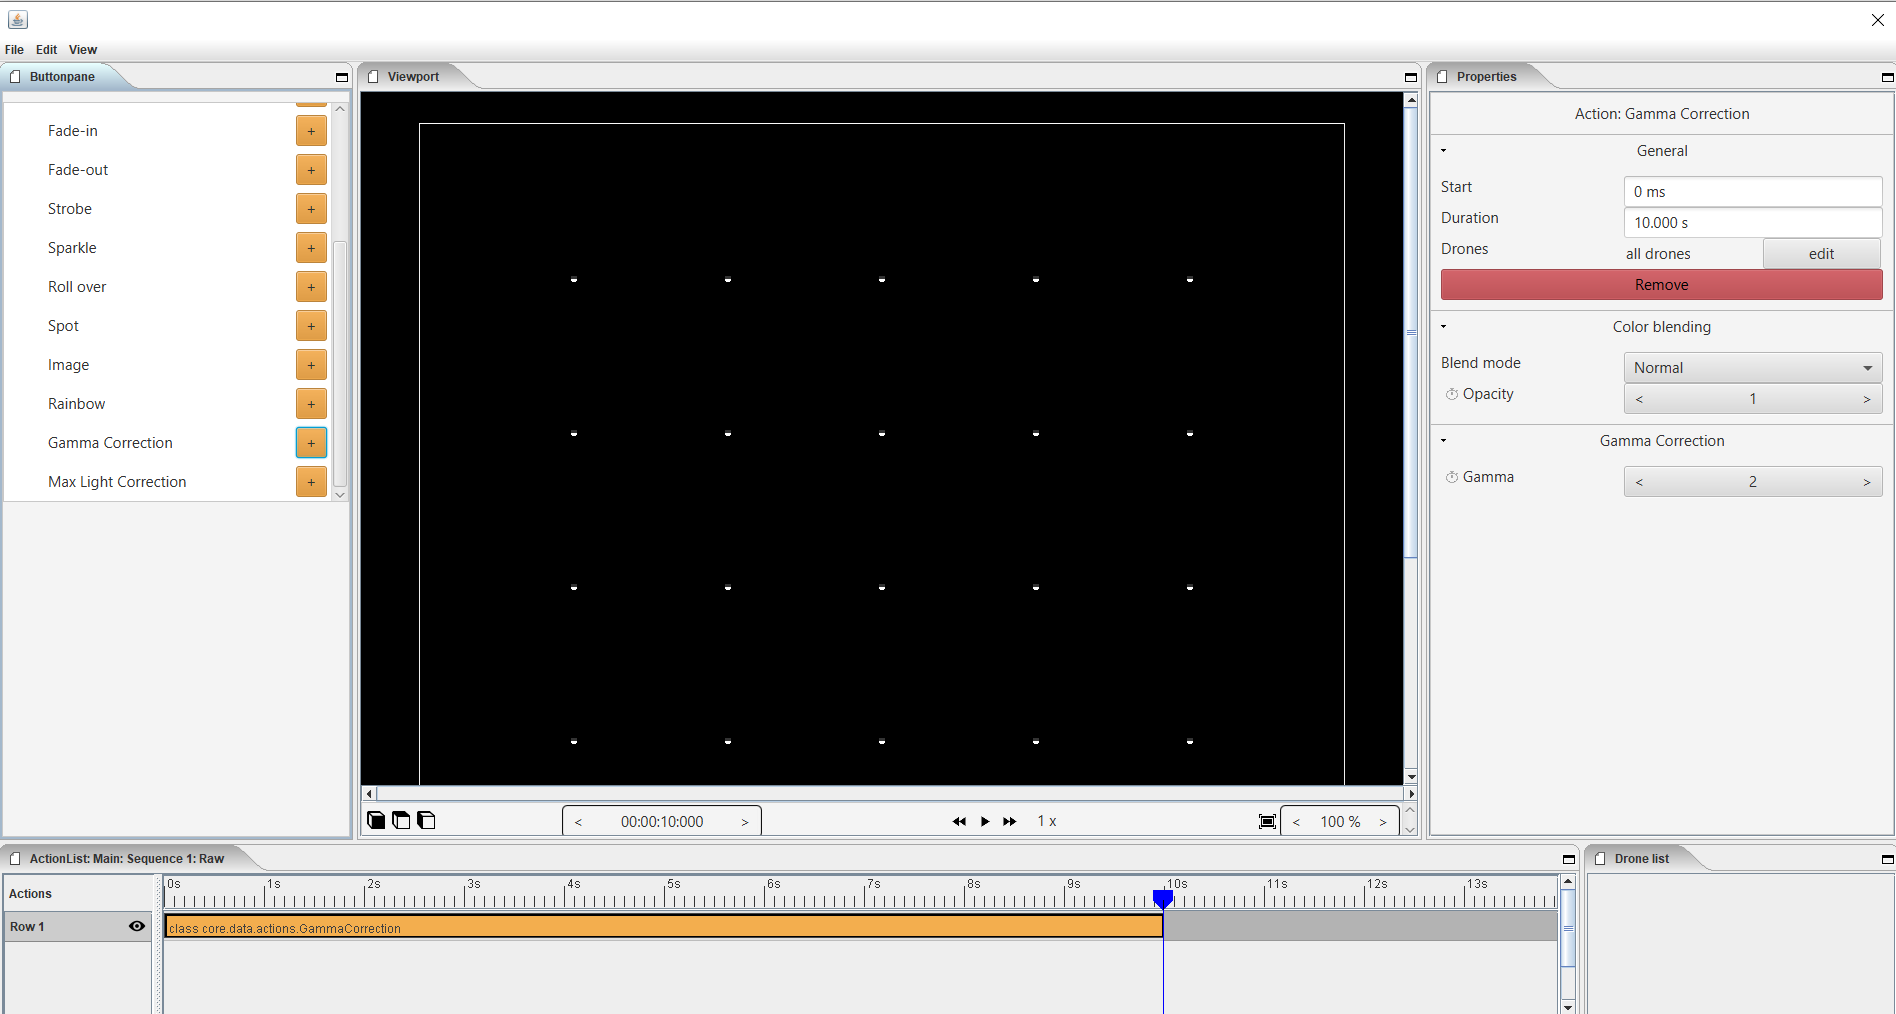 File Edit View
Buttonpane
Fade-in +
Fade-out +
Strobe +
Sparkle +
Roll over +
Spot +
Image +
Rainbow +
Gamma Correction +
Max Light Correction +
Viewport
< 00:00:10:000 >
1 x
< 100 % >
Properties
Action: Gamma Correction
General
Start 0 ms
Duration 10.000 s
Drones all drones edit
Remove
Color blending
Blend mode Normal
Opacity < 1 >
Gamma Correction
Gamma < 2 >
ActionList: Main: Sequence 1: Raw
Actions
0s 1s 2s 3s 4s 5s 6s 7s 8s 9s 10s 11s 12s 13s
Row 1
class core.data.actions.GammaCorrection
Drone list